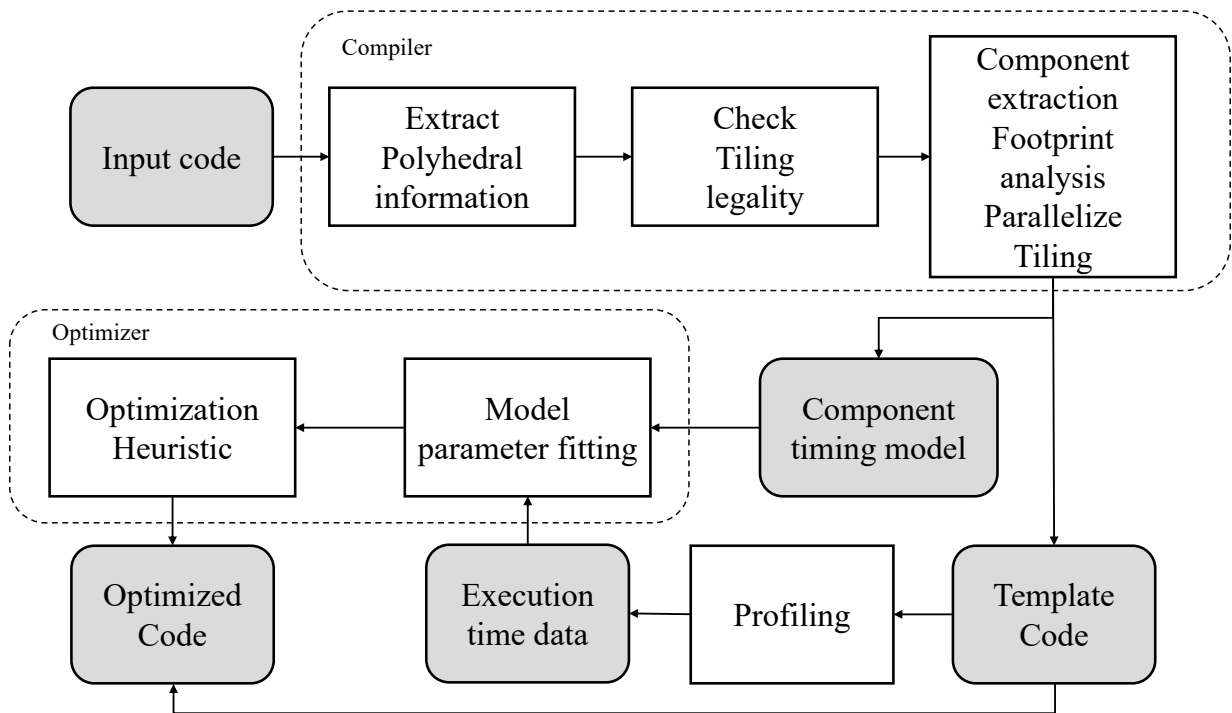 Compiler
Input code
Extract
Polyhedral
information
Check
Tiling
legality
Component
extraction
Footprint
analysis
Parallelize
Tiling
Optimizer
Optimization
Heuristic
Model
parameter fitting
Component
timing model
Optimized
Code
Execution
time data
Profiling
Template
Code